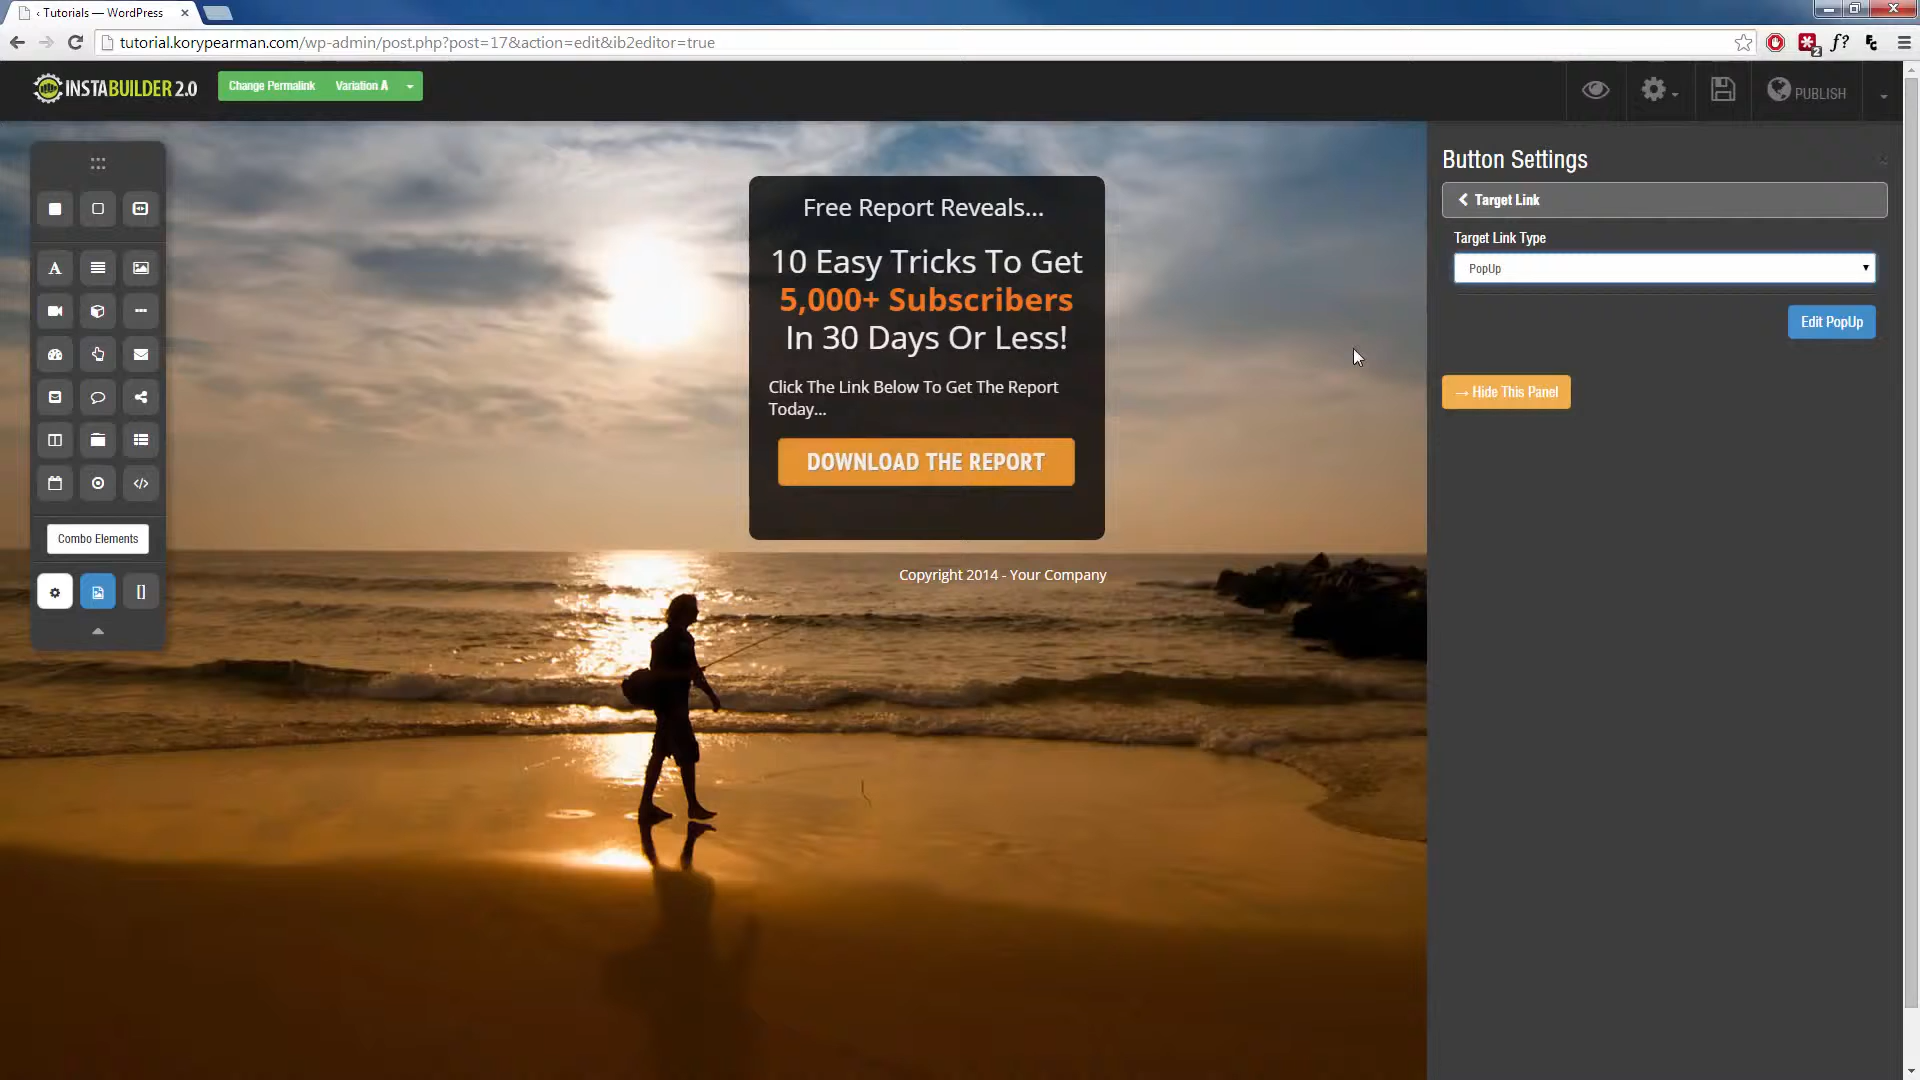 ‹ Tutorials — WordPress
tutorial.korypearman.com/wp-admin/post.php?post=17&action=edit&ib2editor=true
f?
2
INSTABUILDER 2.0
Change Permalink
Variation A
PUBLISH
Free Report Reveals...
10 Easy Tricks To Get
5,000+ Subscribers
In 30 Days Or Less!
Click The Link Below To Get The Report
Today...
DOWNLOAD THE REPORT
Copyright 2014 - Your Company
A
Combo Elements
[]
Button Settings
Target Link
Target Link Type
PopUp
Edit PopUp
→ Hide This Panel